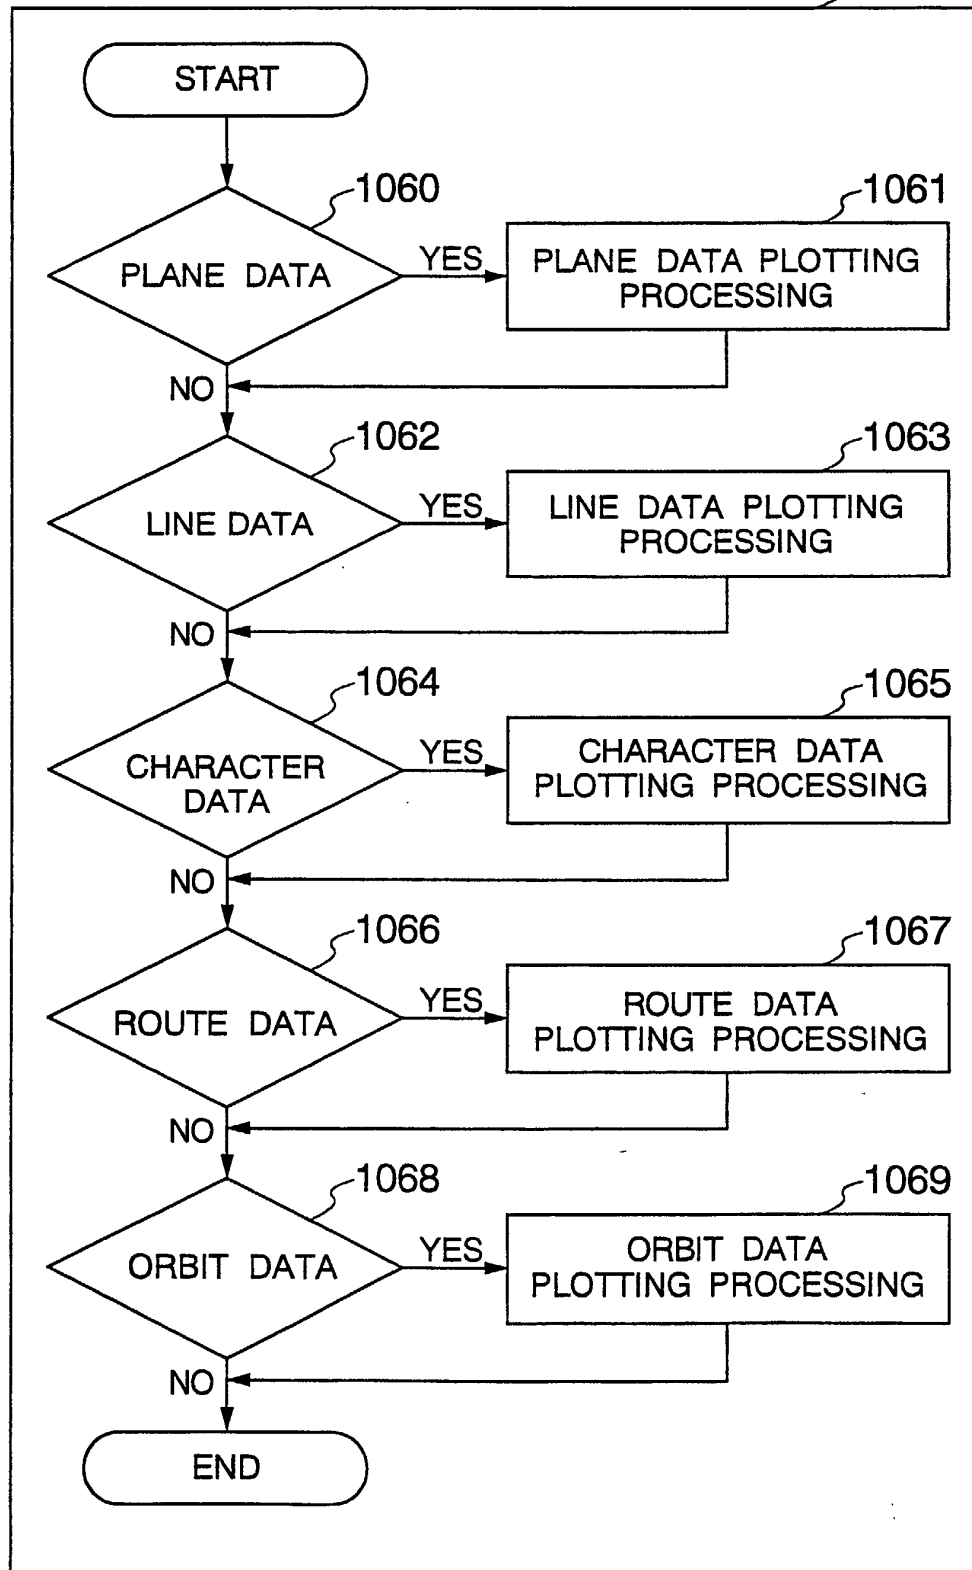 START
1060
1061
PLANE DATA
YES
PLANE DATA PLOTTING
PROCESSING
NO
1062
1063
LINE DATA
YES
LINE DATA PLOTTING
PROCESSING
NO
1064
1065
CHARACTER
DATA
YES
CHARACTER DATA
PLOTTING PROCESSING
NO
1066
1067
ROUTE DATA
YES
ROUTE DATA
PLOTTING PROCESSING
NO
1068
1069
ORBIT DATA
YES
ORBIT DATA
PLOTTING PROCESSING
NO
END